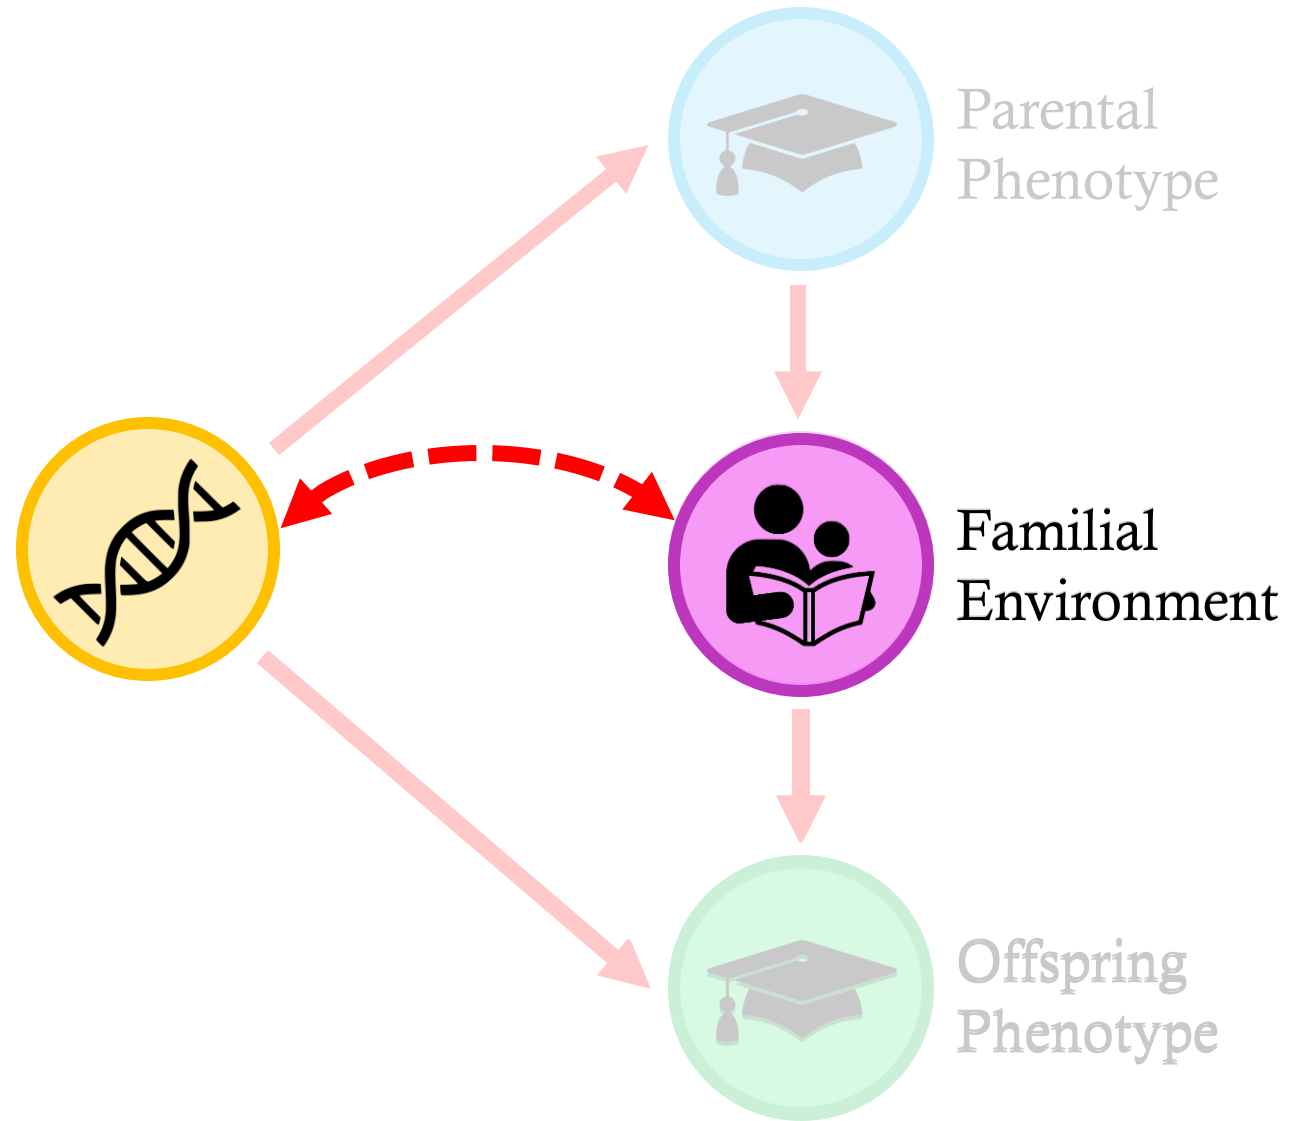 Parental
Phenotype
Familial
Environment
Offspring
Phenotype